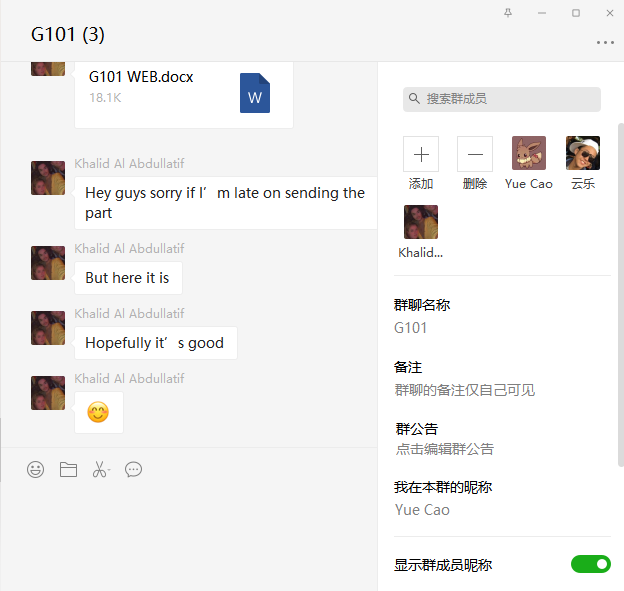 G101 (3)
G101 WEB.docx
18.1K
W
Khalid Al Abdullatif
Hey guys sorry if I’m late on sending the
part
Khalid Al Abdullatif
But here it is
Khalid Al Abdullatif
Hopefully it’s good
Khalid Al Abdullatif
搜索群成员
添加
删除
Yue Cao
云乐
Khalid...
群聊名称
G101
备注
群聊的备注仅自己可见
群公告
点击编辑群公告
我在本群的昵称
Yue Cao
显示群成员昵称